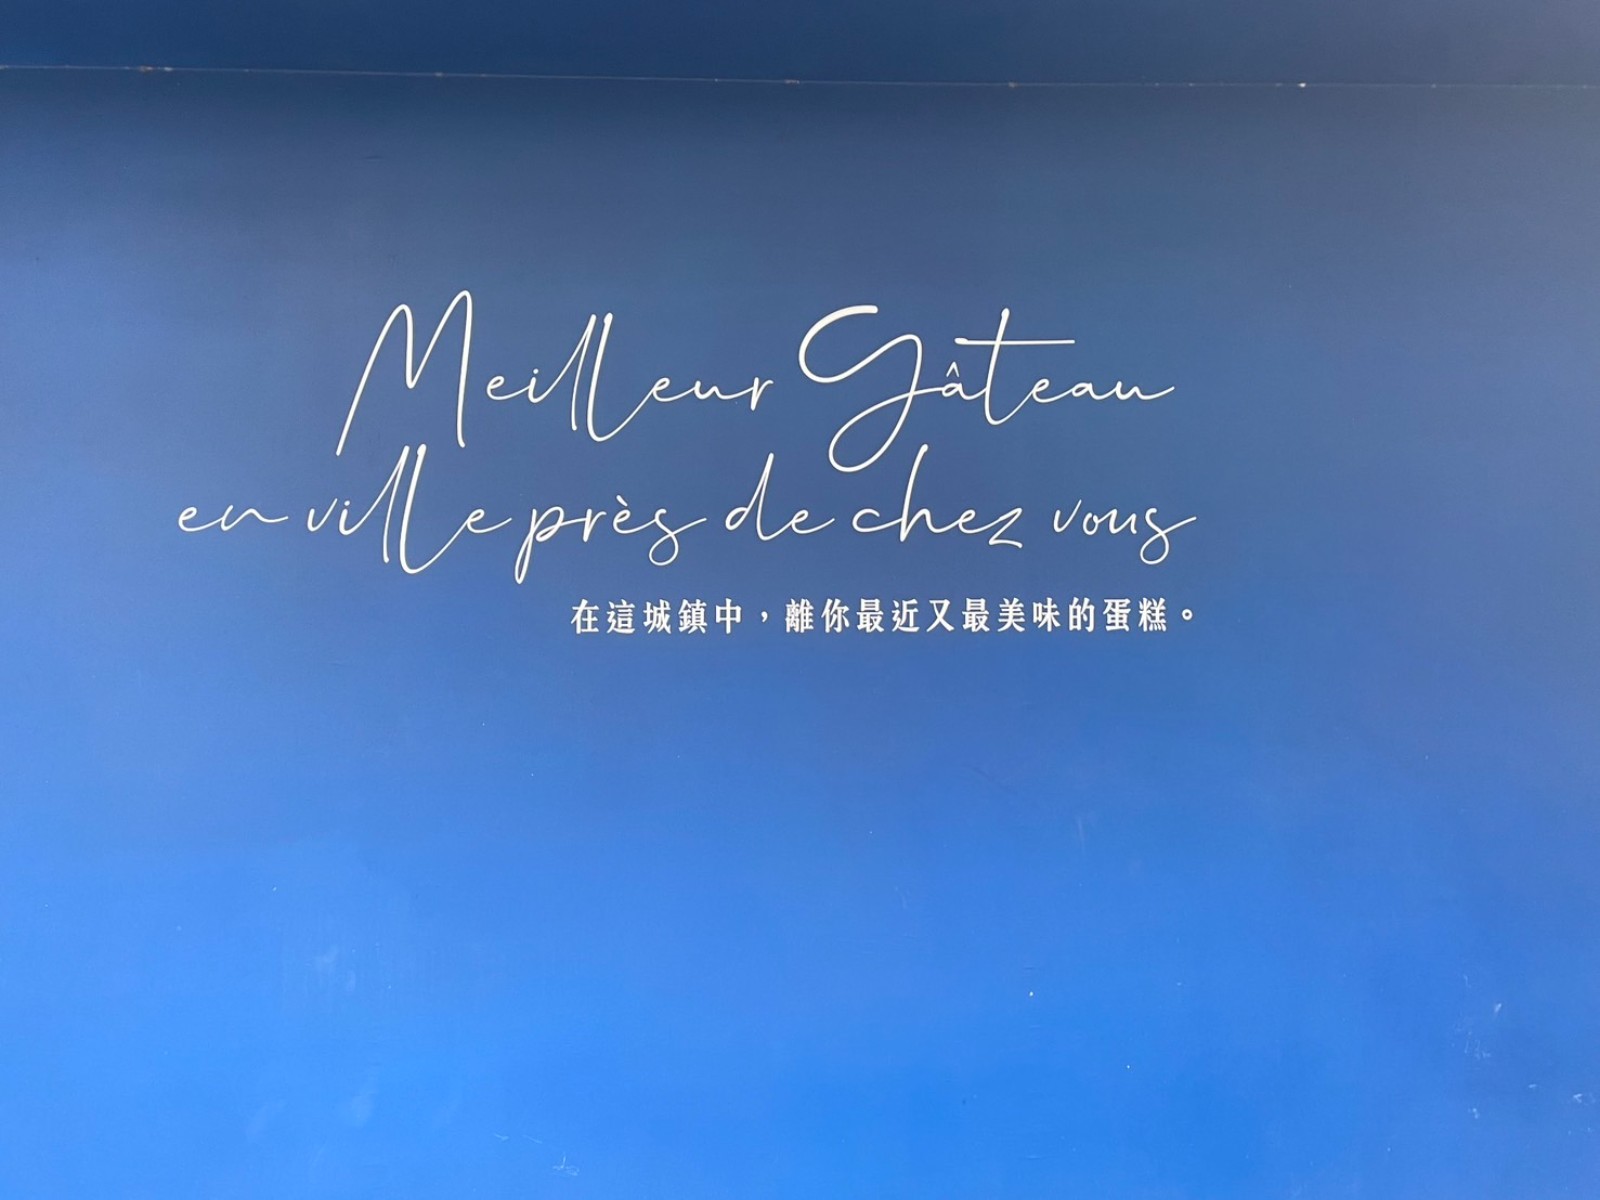 Meilleur Gâteau
en ville près de chez vous
在這城鎮中，離你最近又最美味的蛋糕。